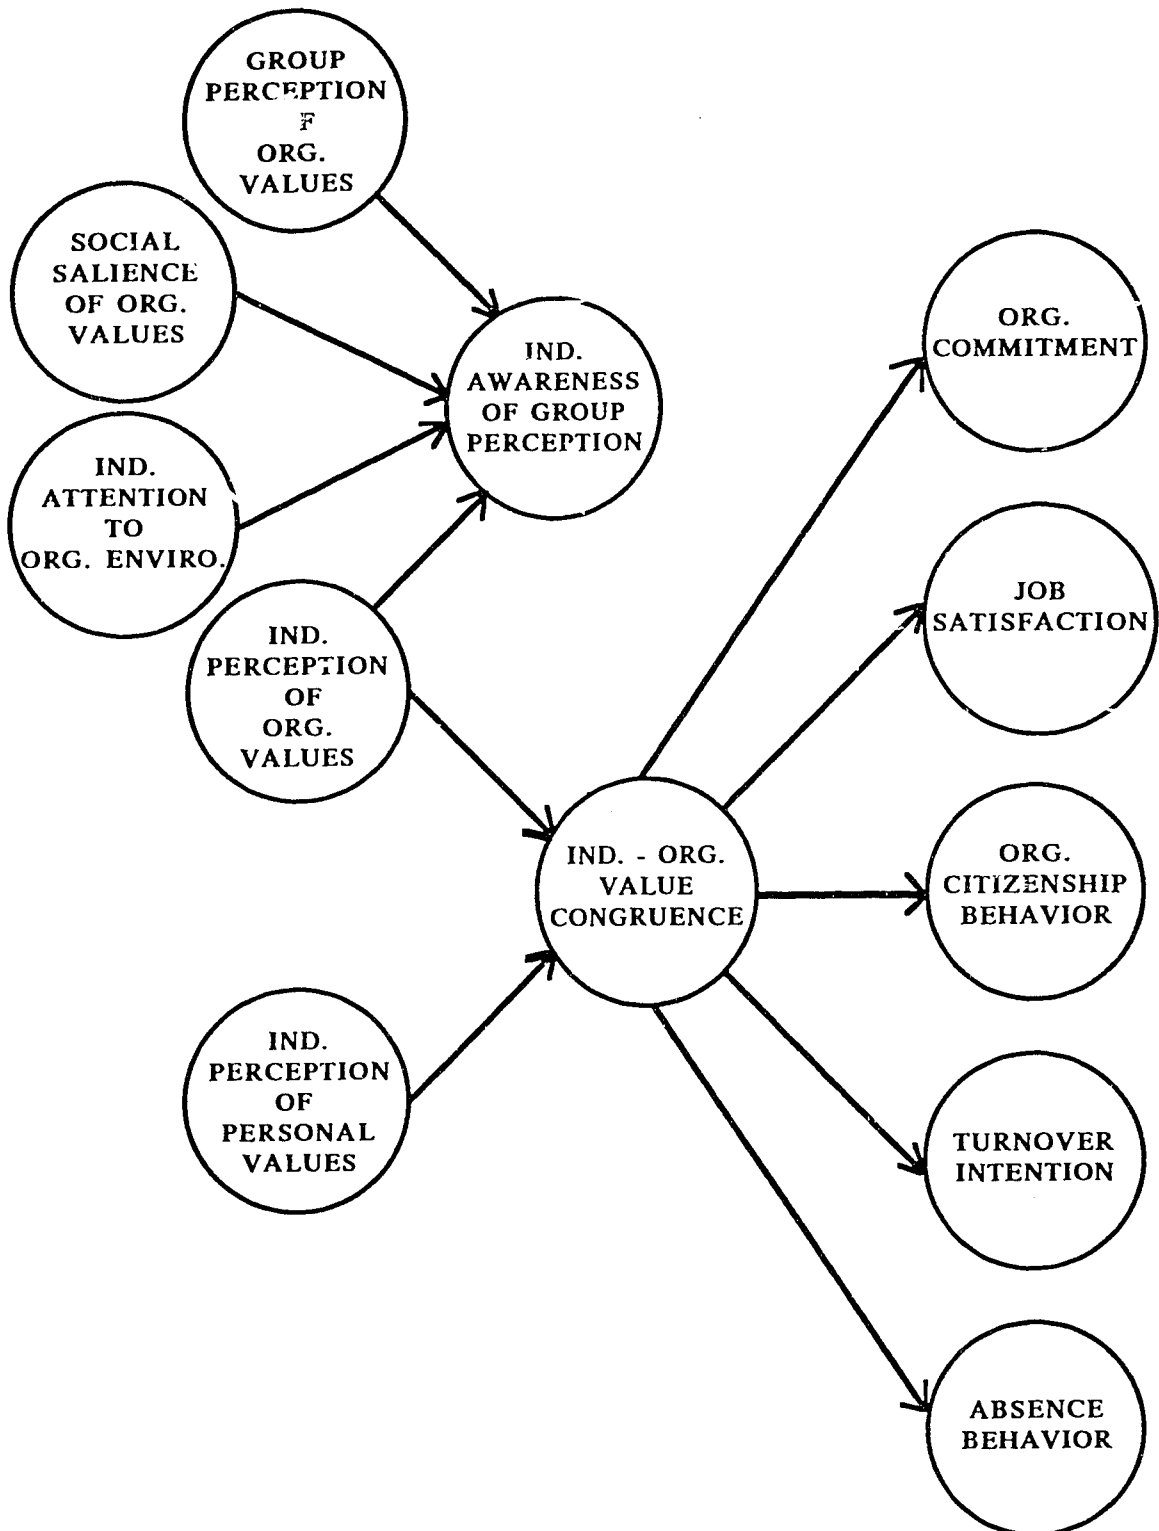 GROUP
PERCEPTION
F
ORG.
VALUES
SOCIAL
SALIENCE
OF ORG.
VALUES
IND.
ATTENTION
TO
ORG. ENVIRO.
IND.
AWARENESS
OF GROUP
PERCEPTION
IND.
PERCEPTION
OF
ORG.
VALUES
IND. - ORG.
VALUE
CONGRUENCE
IND.
PERCEPTION
OF
PERSONAL
VALUES
ORG.
COMMITMENT
JOB
SATISFACTION
ORG.
CITIZENSHIP
BEHAVIOR
TURNOVER
INTENTION
ABSENCE
BEHAVIOR